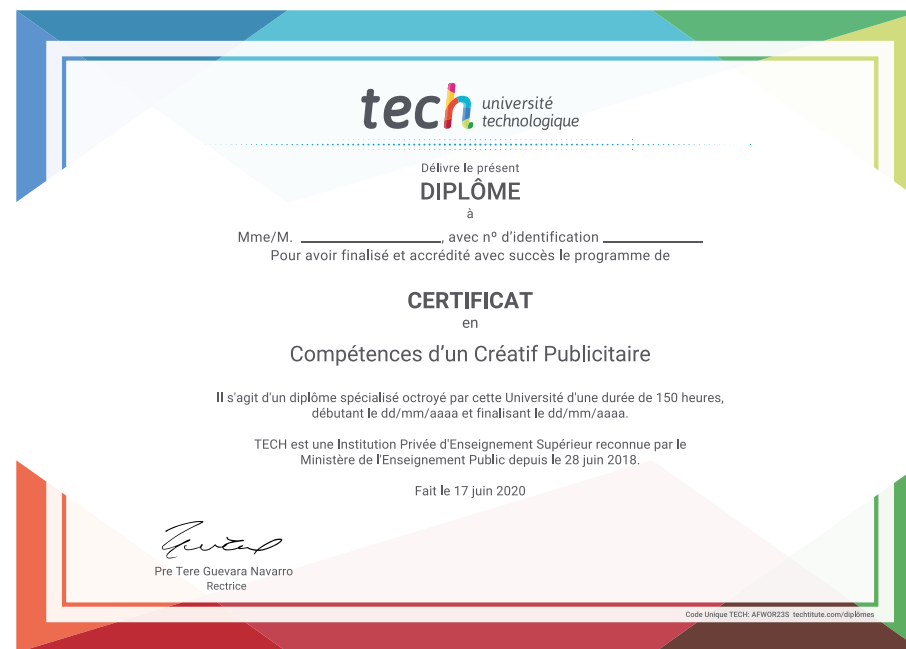 tech université
technologique
Délivre le présent
DIPLÔME
à
Mme/M. ____________________, avec nº d'identification ______________
Pour avoir finalisé et accrédité avec succès le programme de
CERTIFICAT
en
Compétences d'un Créatif Publicitaire
Il s'agit d'un diplôme spécialisé octroyé par cette Université d'une durée de 150 heures,
débutant le dd/mm/aaaa et finalisant le dd/mm/aaaa.
TECH est une Institution Privée d'Enseignement Supérieur reconnue par le
Ministère de l'Enseignement Public depuis le 28 juin 2018.
Fait le 17 juin 2020
Pre Tere Guevara Navarro
Rectrice
Code Unique TECH: AFWOR23S techtitute.com/diplômes